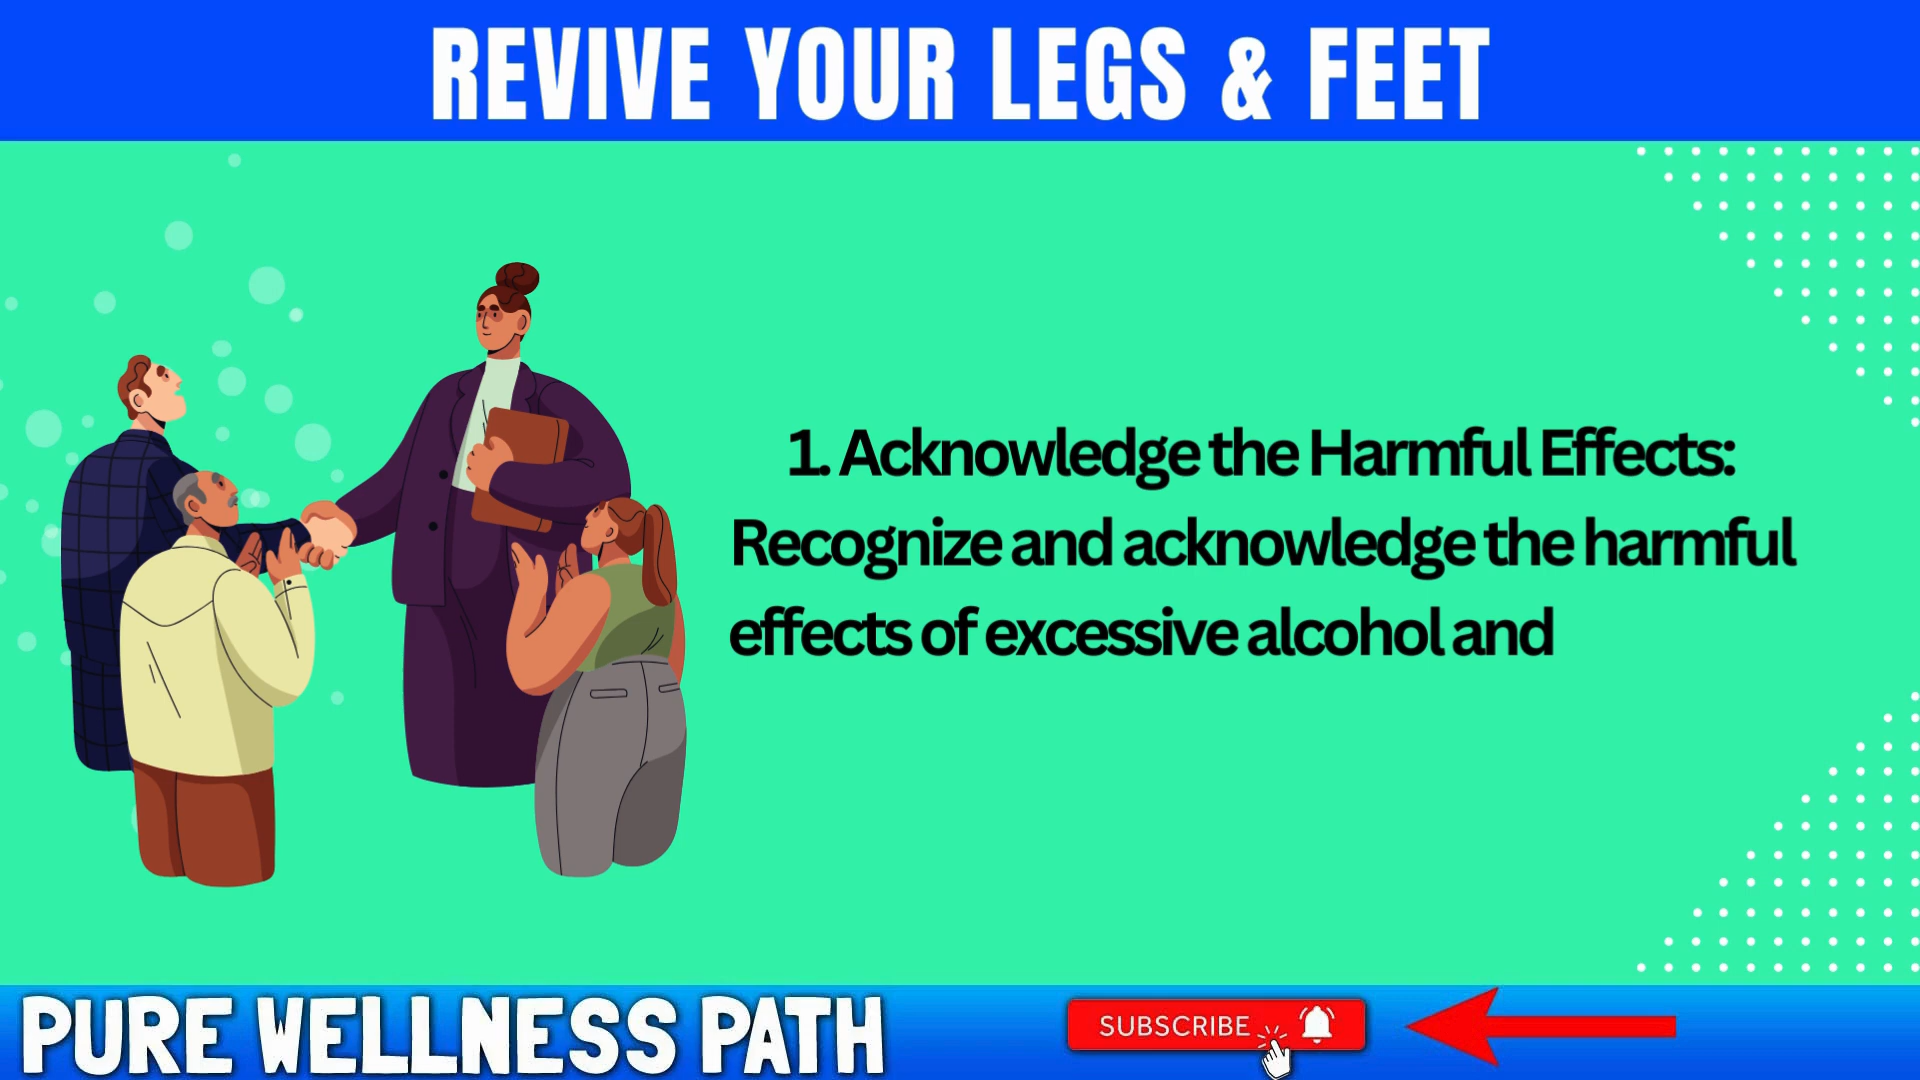 REVIVE YOUR LEGS & FEET
1. Acknowledge the Harmful Effects:
Recognize and acknowledge the harmful
effects of excessive alcohol and
PURE WELLNESS PATH
SUBSCRIBE